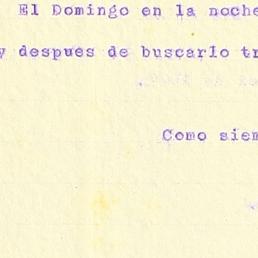 El Domingo en la noche
y despues de buscarlo
Como siem